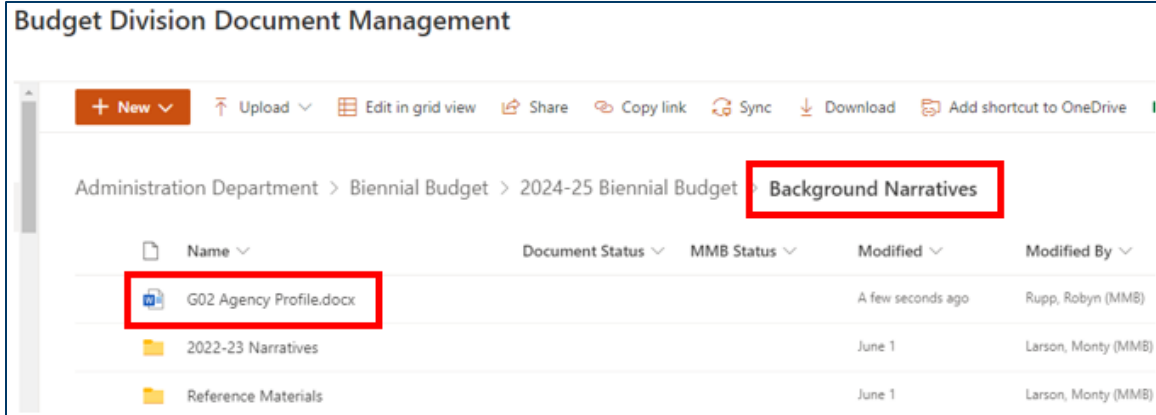 Budget Division Document Management
+ New Upload Edit in grid view Share Copy link Sync Download Add shortcut to OneDrive
Administration Department > Biennial Budget > 2024-25 Biennial Budget > Background Narratives
Name Document Status MMB Status Modified Modified By
G02 Agency Profile.docx A few seconds ago Rupp, Robyn (MMB)
2022-23 Narratives June 1 Larson, Monty (MMB)
Reference Materials June 1 Larson, Monty (MMB)